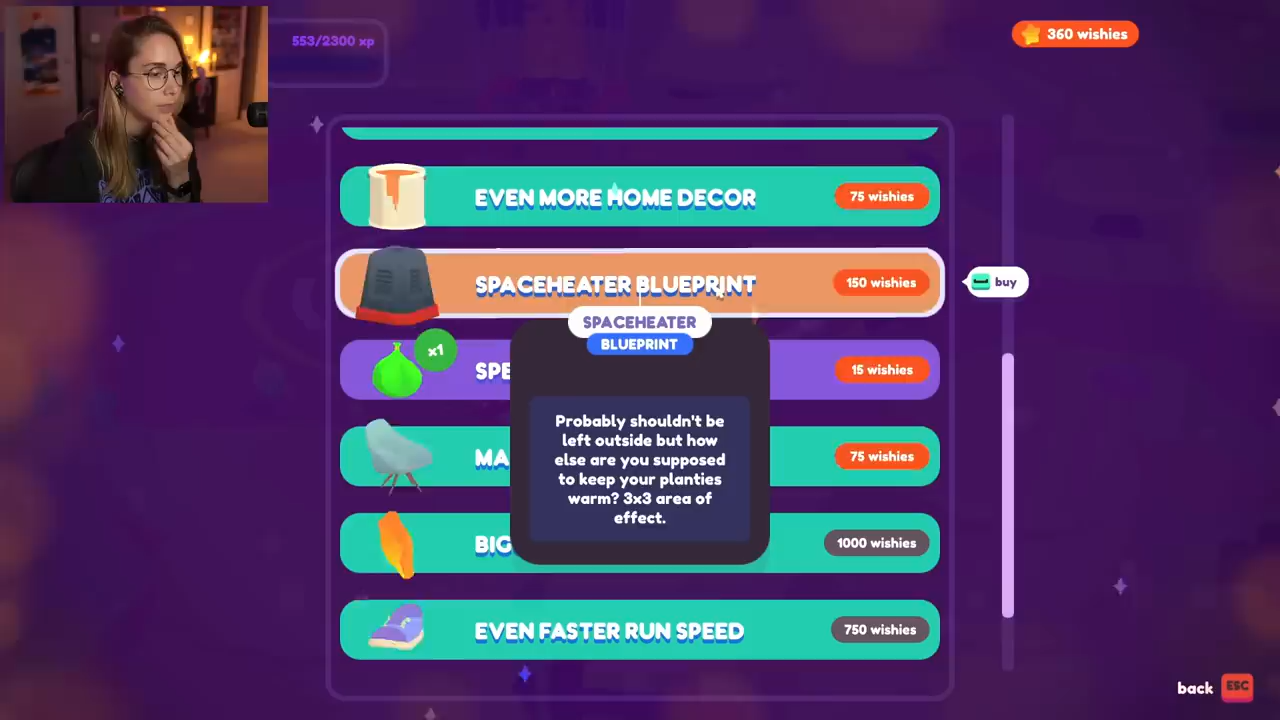 553/2300 xp
360 wishies
EVEN MORE HOME DECOR
75 wishies
SPACEHEATER BLUEPRINT
150 wishies
buy
SPACEHEATER
BLUEPRINT
x1
SPE
15 wishies
Probably shouldn't be
left outside but how
else are you supposed
to keep your planties
warm? 3x3 area of
effect.
MA
75 wishies
BIG
1000 wishies
EVEN FASTER RUN SPEED
750 wishies
back ESC